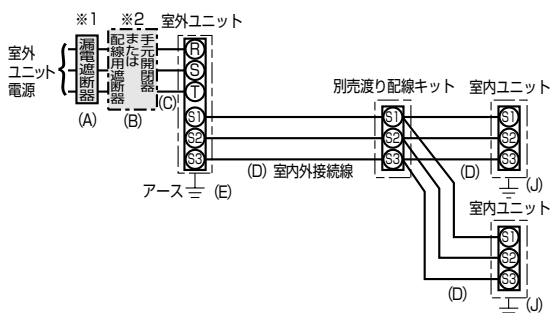 ※1
※2
室外ユニット
室外
ユニット
電源
漏電遮断器
手元開閉器
または
配線用遮断器
R
S
T
S1
S2
S3
(A)
(B)
(C)
アース
(E)
(D) 室内外接続線
別売渡り配線キット
S1
S2
S3
室内ユニット
S1
S2
S3
(D)
(J)
室内ユニット
S1
S2
S3
(D)
(J)